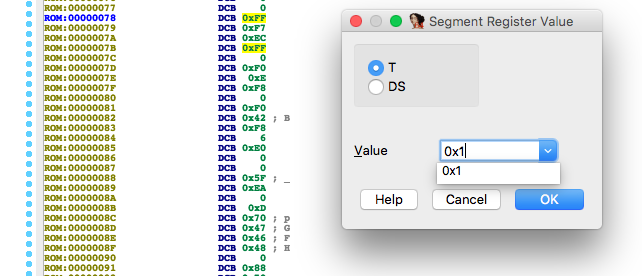 ROM:00000077 DCB 0
ROM:00000078 DCB 0xFF
ROM:00000079 DCB 0xF7
ROM:0000007A DCB 0xEC
ROM:0000007B DCB 0xFF
ROM:0000007C DCB 0
ROM:0000007D DCB 0xF0
ROM:0000007E DCB 0xE
ROM:0000007F DCB 0xF8
ROM:00000080 DCB 0
ROM:00000081 DCB 0xF0
ROM:00000082 DCB 0x42 ; B
ROM:00000083 DCB 0xF8
ROM:00000084 DCB 6
ROM:00000085 DCB 0xE0
ROM:00000086 DCB 0
ROM:00000087 DCB 0
ROM:00000088 DCB 0x5F ; _
ROM:00000089 DCB 0xEA
ROM:0000008A DCB 0
ROM:0000008B DCB 0xD
ROM:0000008C DCB 0x70 ; p
ROM:0000008D DCB 0x47 ; G
ROM:0000008E DCB 0x46 ; F
ROM:0000008F DCB 0x48 ; H
ROM:00000090 DCB 0
ROM:00000091 DCB 0x88
Segment Register Value
T
DS
Value 0x1
0x1
Help Cancel OK